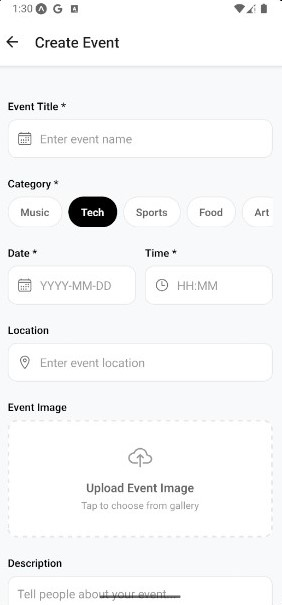 1:30
Create Event
Event Title *
Enter event name
Category *
Music Tech Sports Food Art
Date * Time *
YYYY-MM-DD HH:MM
Location
Enter event location
Event Image
Upload Event Image
Tap to choose from gallery
Description
Tell people about your event...